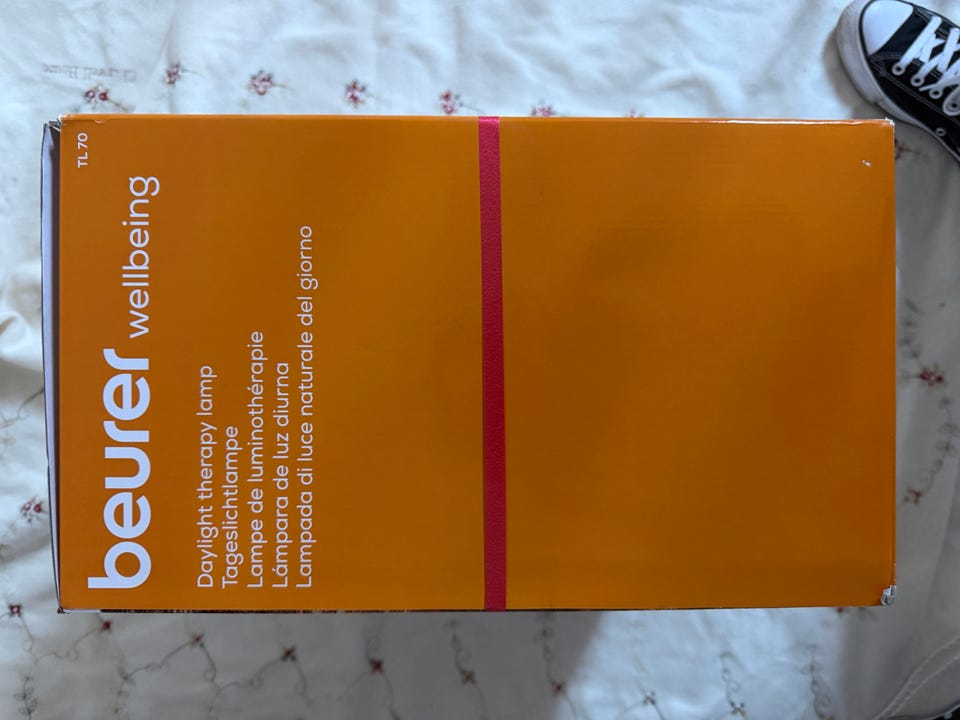 TL 70
beurer wellbeing
Daylight therapy lamp
Tageslichtlampe
Lampe de luminothérapie
Lámpara de luz diurna
Lampada di luce naturale del giorno